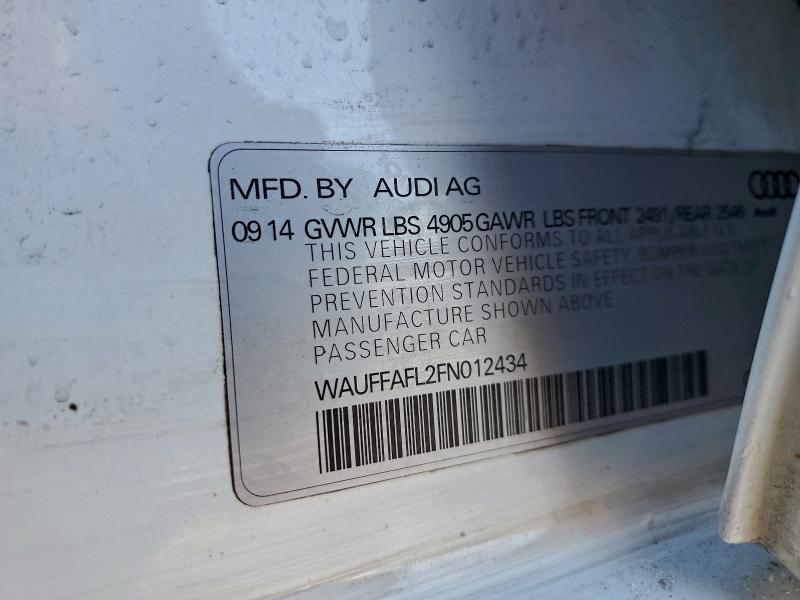 MFD. BY AUDI AG
09 14 GVWR LBS 4905 GAWR LBS FRONT 2491 /REAR 2546
Audi
THIS VEHICLE CONFORMS TO ALL APPLICABLE U.S.
FEDERAL MOTOR VEHICLE SAFETY, BUMPER AND THEFT
PREVENTION STANDARDS IN EFFECT ON THE DATE OF
MANUFACTURE SHOWN ABOVE
PASSENGER CAR
WAUFFAFL2FN012434